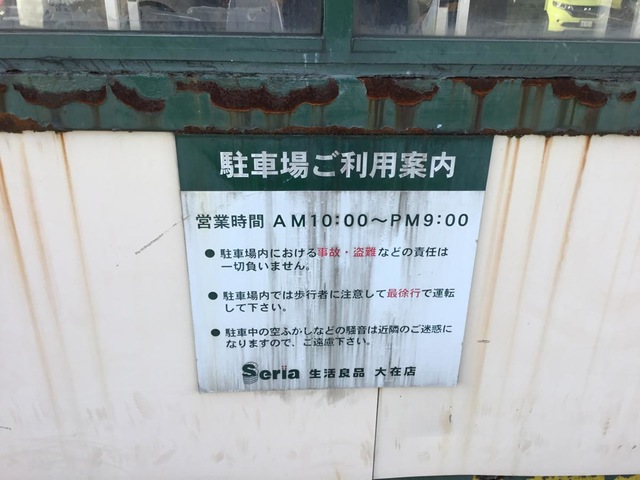 駐車場ご利用案内
営業時間 AM10:00〜PM9:00
●駐車場内における事故・盗難などの責任は
一切負いません。
●駐車場内では歩行者に注意して最徐行で運転
して下さい。
●駐車中の空ふかしなどの騒音は近隣のご迷惑に
なりますので、ご遠慮下さい。
Seria 生活良品 大在店